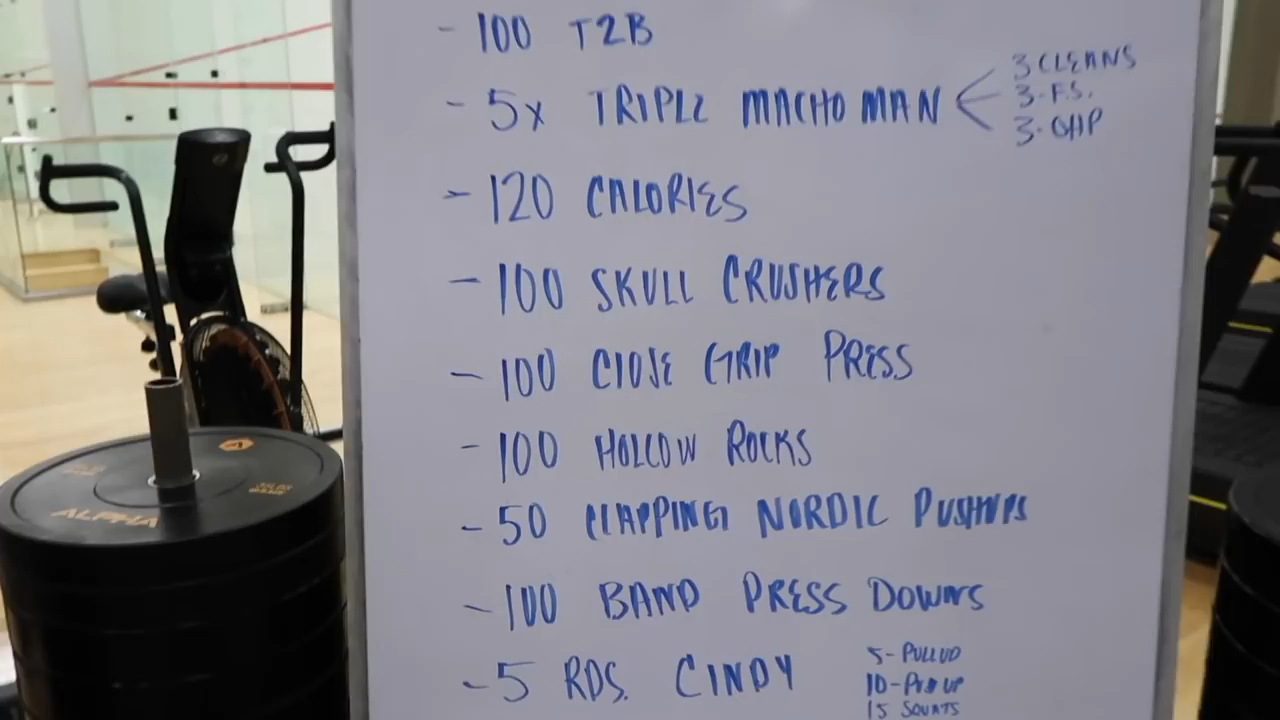 - 100 T2B
- 5x TRIPLE MACHO MAN
3 CLEANS
3-F.S.
3-OHP
- 120 CALORIES
- 100 SKULL CRUSHERS
- 100 CLOSE GRIP PRESS
- 100 HOLLOW ROCKS
- 50 CLAPPING NORDIC PUSHUPS
- 100 BAND PRESS DOWNS
- 5 RDS. CINDY
5-PULLUP
10-PUSHUP
15 SQUATS
ALPHA